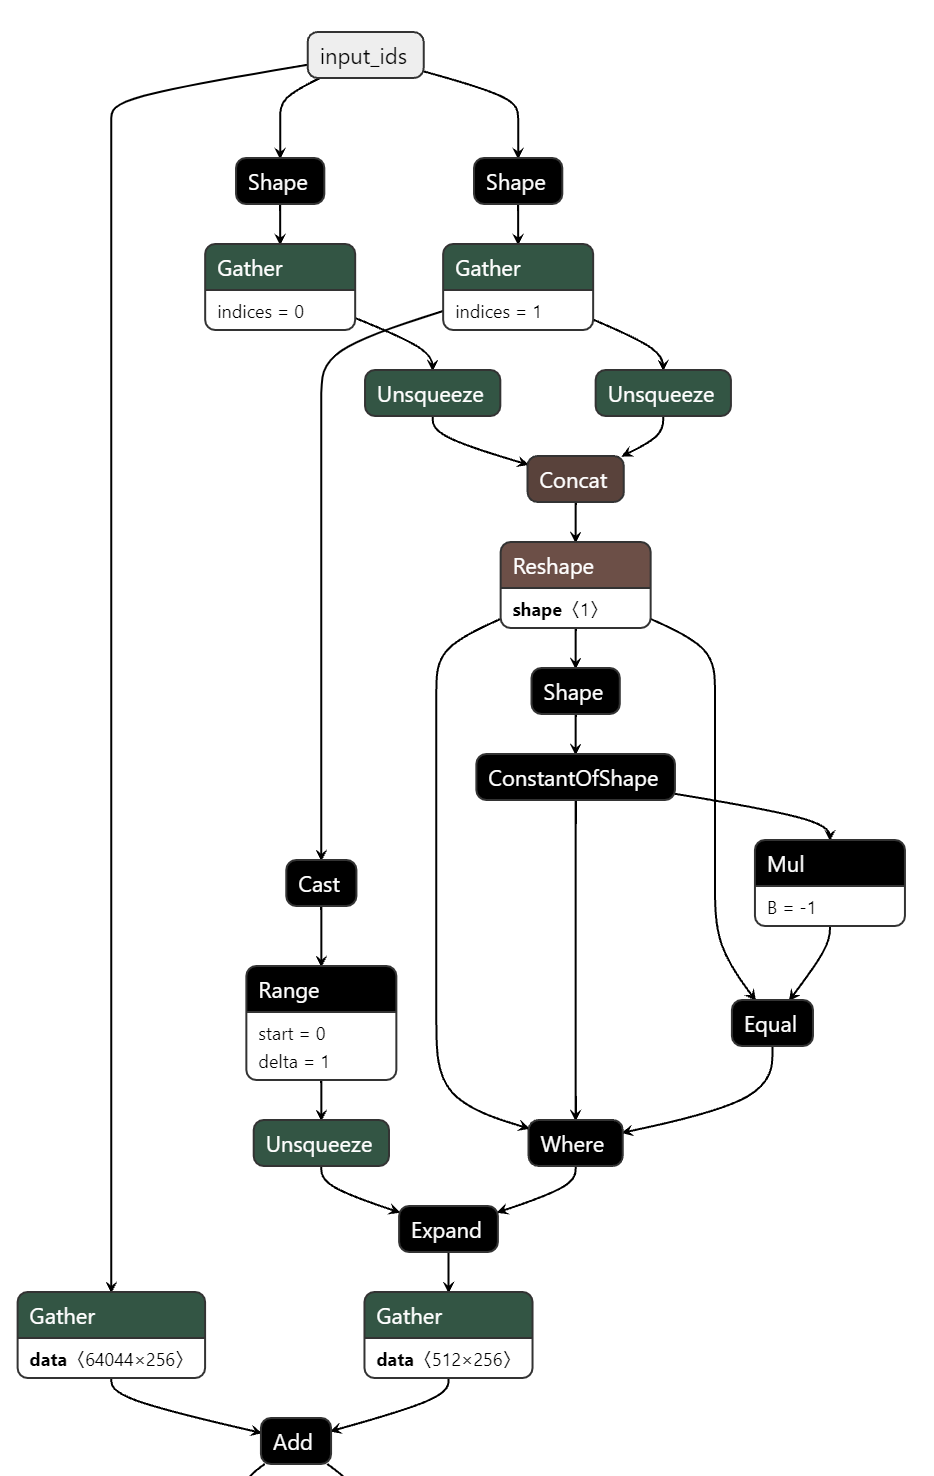 input_ids
Shape
Shape
Gather
indices = 0
Gather
indices = 1
Unsqueeze
Unsqueeze
Concat
Reshape
shape 〈1〉
Shape
ConstantOfShape
Mul
B = -1
Cast
Range
start = 0
delta = 1
Equal
Unsqueeze
Where
Expand
Gather
data 〈64044×256〉
Gather
data 〈512×256〉
Add